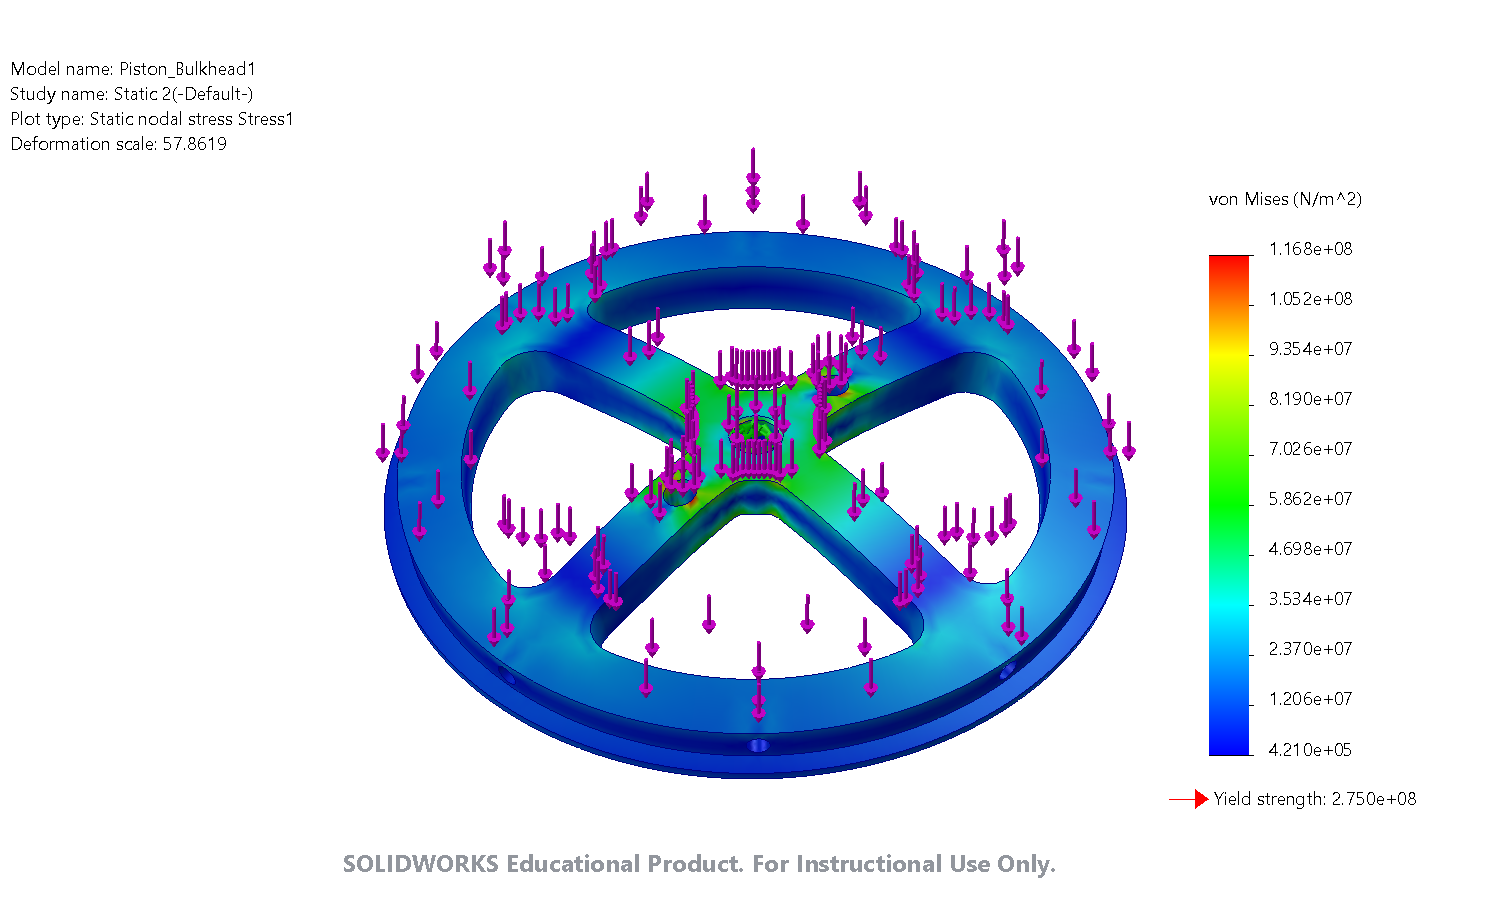 Model name: Piston_Bulkhead1
Study name: Static 2(-Default-)
Plot type: Static nodal stress Stress1
Deformation scale: 57.8619
von Mises (N/m^2)
1.168e+08
1.052e+08
9.354e+07
8.190e+07
7.026e+07
5.862e+07
4.698e+07
3.534e+07
2.370e+07
1.206e+07
4.210e+05
Yield strength: 2.750e+08
SOLIDWORKS Educational Product. For Instructional Use Only.